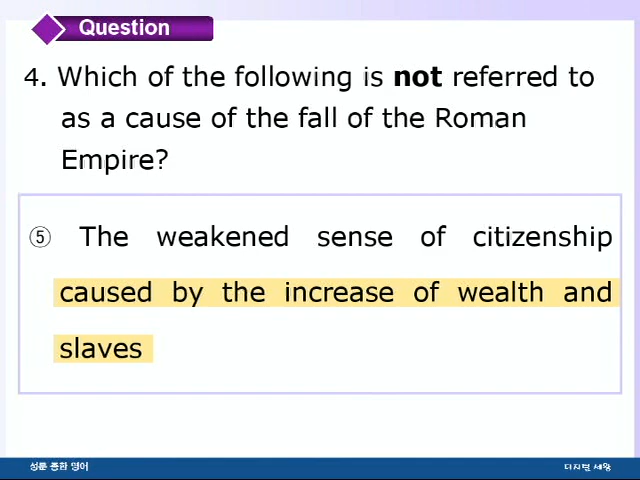 Question
4. Which of the following is not referred to
as a cause of the fall of the Roman
Empire?
⑤ The weakened sense of citizenship
caused by the increase of wealth and
slaves
성문 종합 영어
디지털 세왕